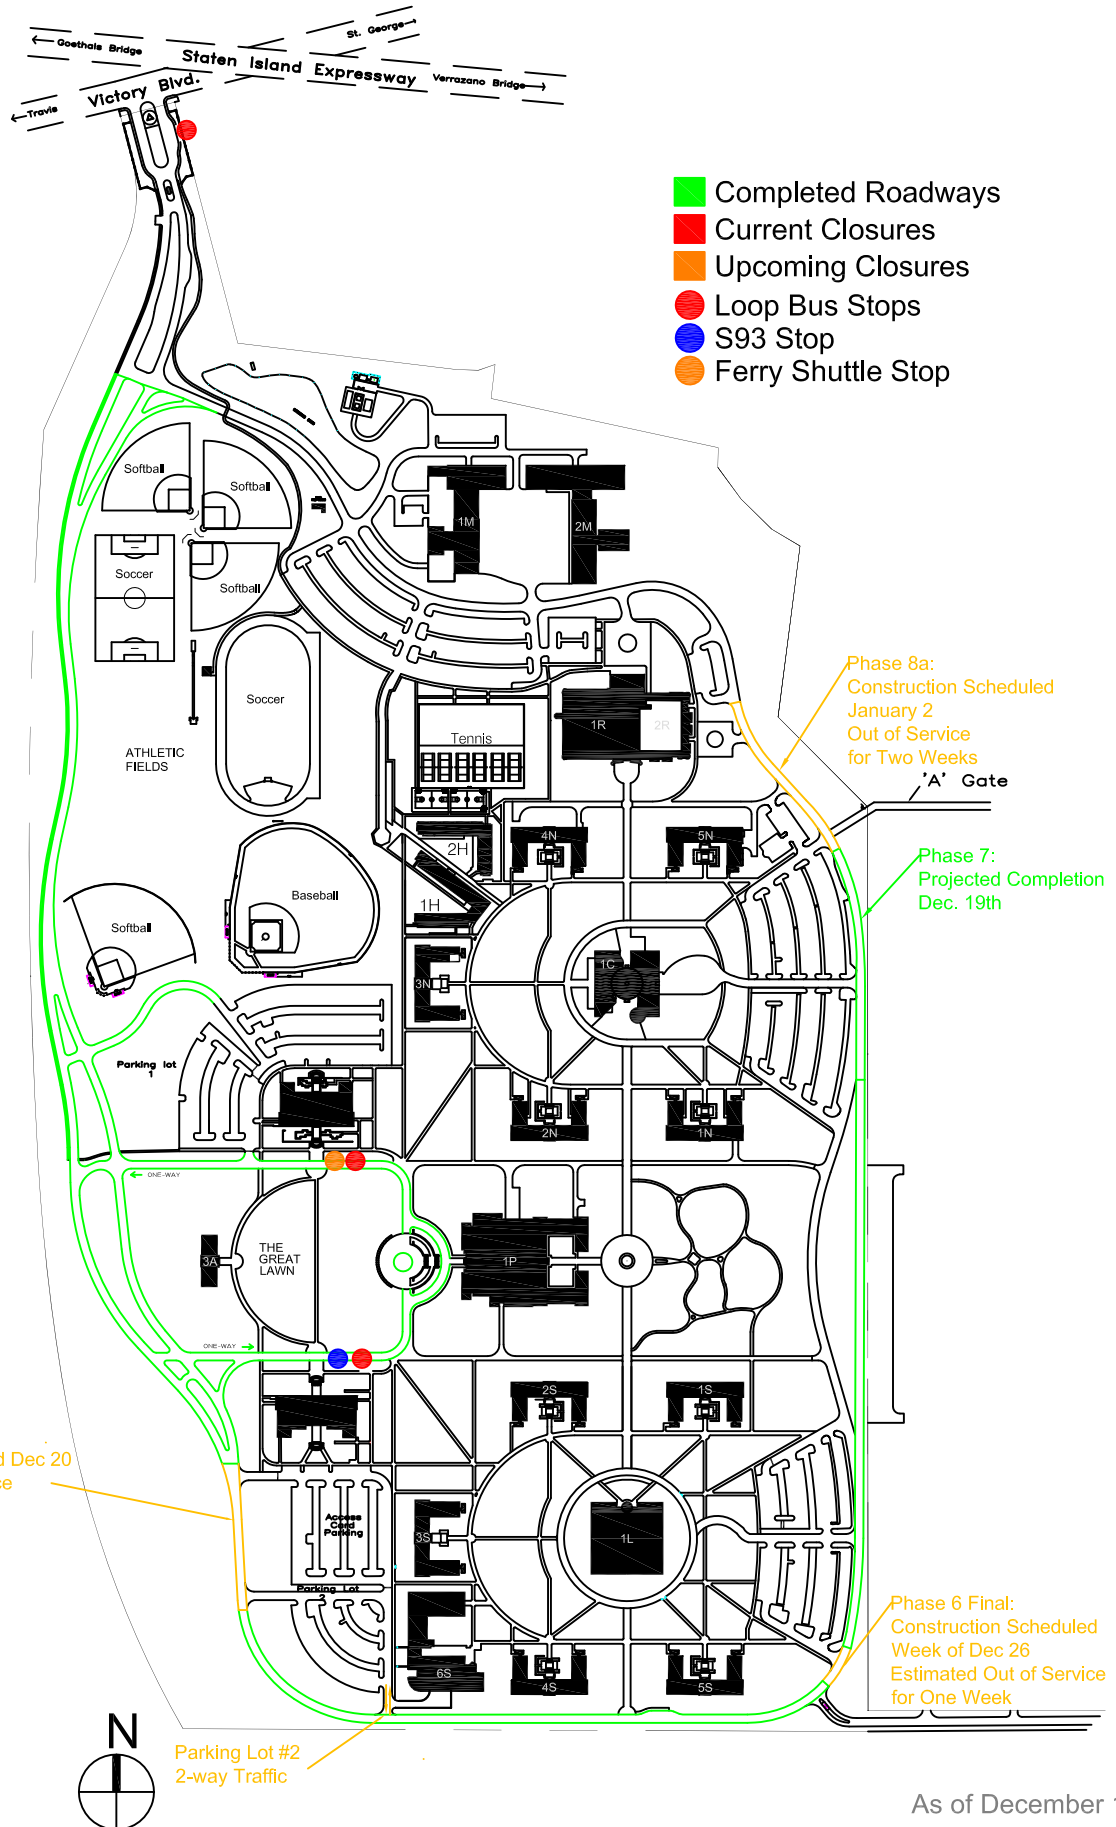 St. George
Goethals Bridge
Staten Island Expressway
Verrazano Bridge
Victory Blvd.
Travis
Completed Roadways
Current Closures
Upcoming Closures
Loop Bus Stops
S93 Stop
Ferry Shuttle Stop
Softball
Softball
1M
2M
Soccer
Softball
Phase 8a:
Construction Scheduled
January 2
Out of Service
for Two Weeks
Soccer
1R
2R
Tennis
ATHLETIC
FIELDS
'A' Gate
4N
5N
2H
Phase 7:
Projected Completion
Dec. 19th
Baseball
1H
Softball
1C
3N
Parking lot
1
2N
1N
ONE-WAY
THE
GREAT
LAWN
3A
1P
ONE-WAY
2S
1S
d Dec 20
ce
Access
Card
Parking
3S
1L
Parking Lot
2
Phase 6 Final:
Construction Scheduled
Week of Dec 26
Estimated Out of Service
for One Week
6S
4S
5S
N
Parking Lot #2
2-way Traffic
As of December